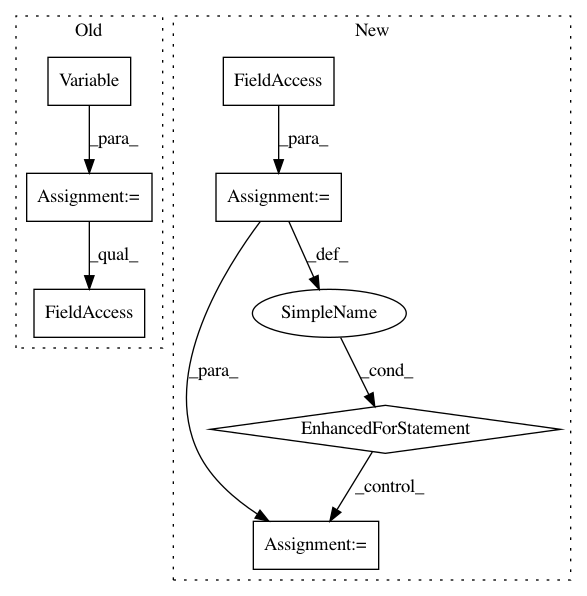 Old
New
Variable
FieldAccess
_para_
_para_
Assignment:=
Assignment:=
_qual_
_def_
FieldAccess
SimpleName
_para_
_cond_
EnhancedForStatement
_control_
Assignment:=